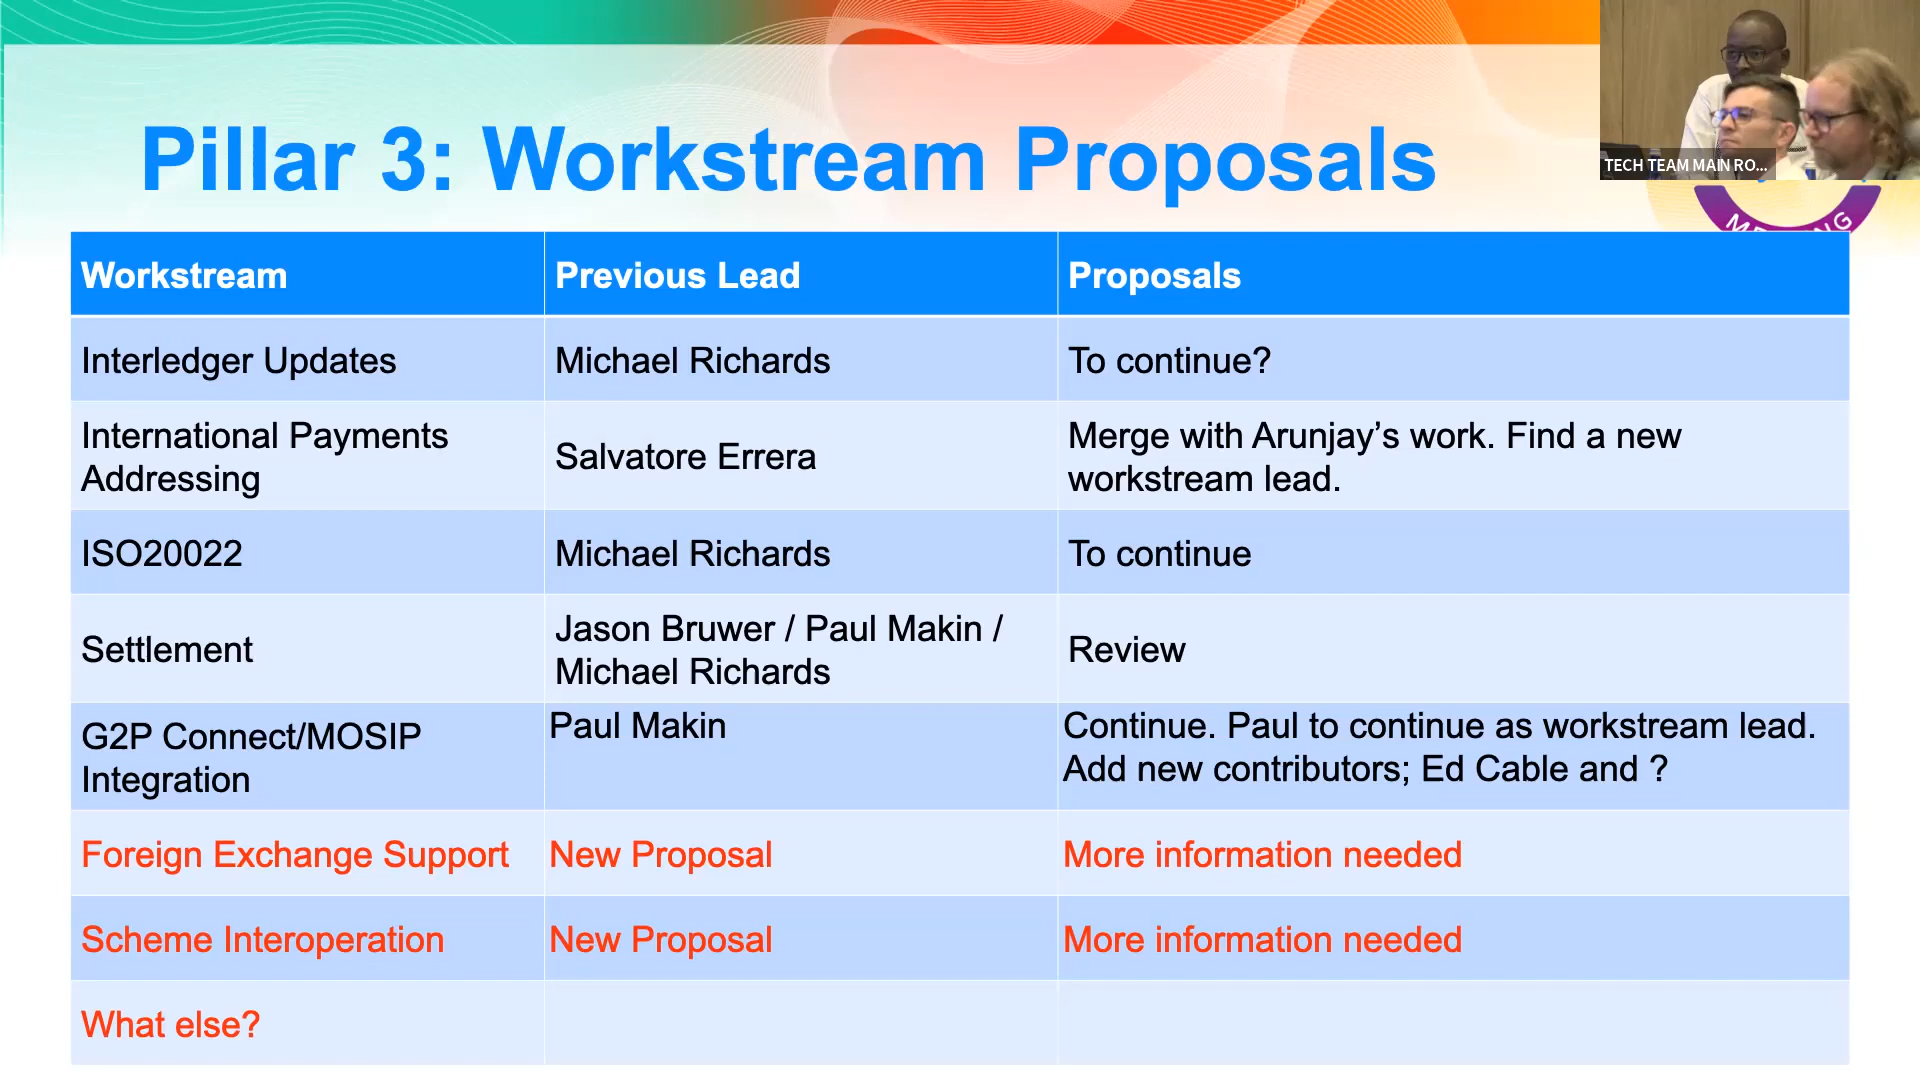 Pillar 3: Workstream Proposals
TECH TEAM MAIN RO...
Workstream
Previous Lead
Proposals
Interledger Updates
Michael Richards
To continue?
International Payments
Addressing
Salvatore Errera
Merge with Arunjay’s work. Find a new
workstream lead.
ISO20022
Michael Richards
To continue
Settlement
Jason Bruwer / Paul Makin /
Michael Richards
Review
G2P Connect/MOSIP
Integration
Paul Makin
Continue. Paul to continue as workstream lead.
Add new contributors; Ed Cable and ?
Foreign Exchange Support
New Proposal
More information needed
Scheme Interoperation
New Proposal
More information needed
What else?